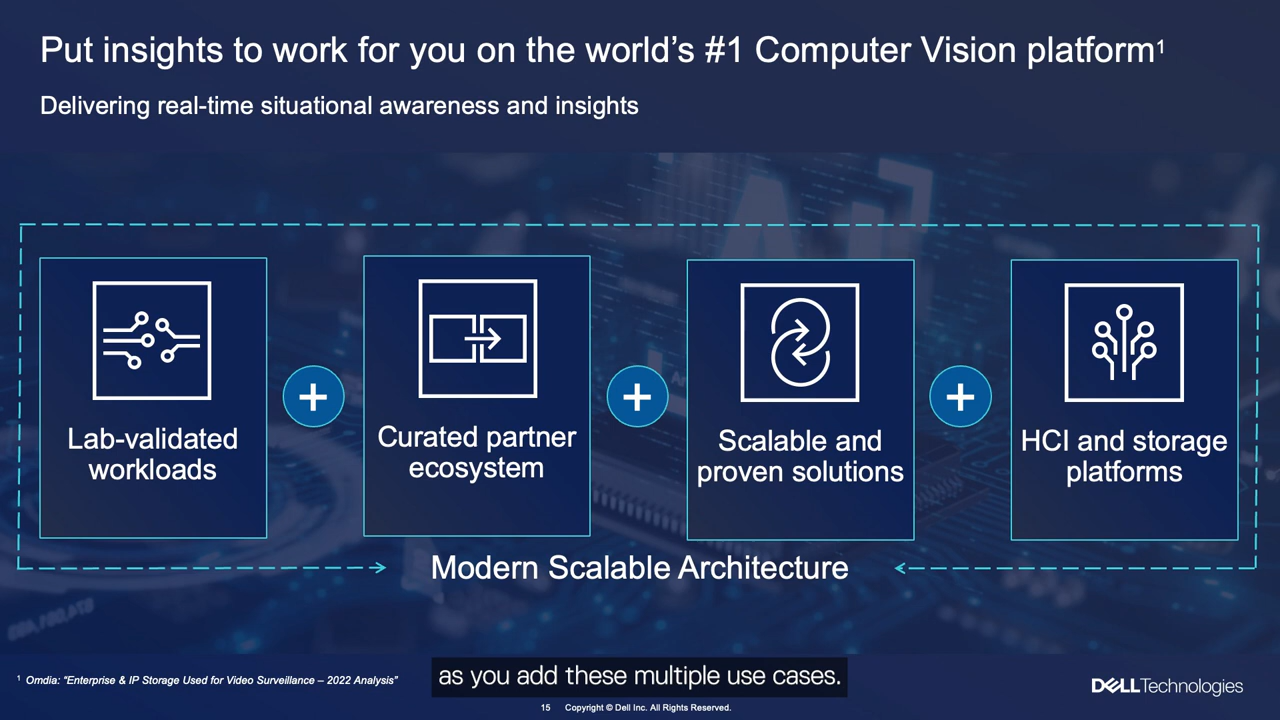 Put insights to work for you on the world’s #1 Computer Vision platform¹
Delivering real-time situational awareness and insights
Lab-validated
workloads
Curated partner
ecosystem
Scalable and
proven solutions
HCI and storage
platforms
Modern Scalable Architecture
as you add these multiple use cases.
¹ Omdia: “Enterprise & IP Storage Used for Video Surveillance – 2022 Analysis”
DELLTechnologies
15 Copyright © Dell Inc. All Rights Reserved.